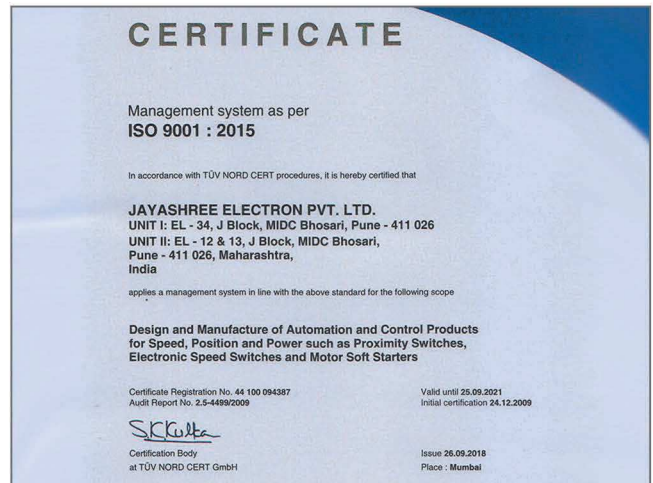 CERTIFICATE
Management system as per
ISO 9001 : 2015
In accordance with TÜV NORD CERT procedures, it is hereby certified that
JAYASHREE ELECTRON PVT. LTD.
UNIT I: EL - 34, J Block, MIDC Bhosari, Pune - 411 026
UNIT II: EL - 12 & 13, J Block, MIDC Bhosari,
Pune - 411 026, Maharashtra,
India
applies a management system in line with the above standard for the following scope
Design and Manufacture of Automation and Control Products
for Speed, Position and Power such as Proximity Switches,
Electronic Speed Switches and Motor Soft Starters
Certificate Registration No. 44 100 094387
Audit Report No. 2.5-4499/2009
Valid until 25.09.2021
Initial certification 24.12.2009
Certification Body
at TÜV NORD CERT GmbH
Issue 26.09.2018
Place : Mumbai